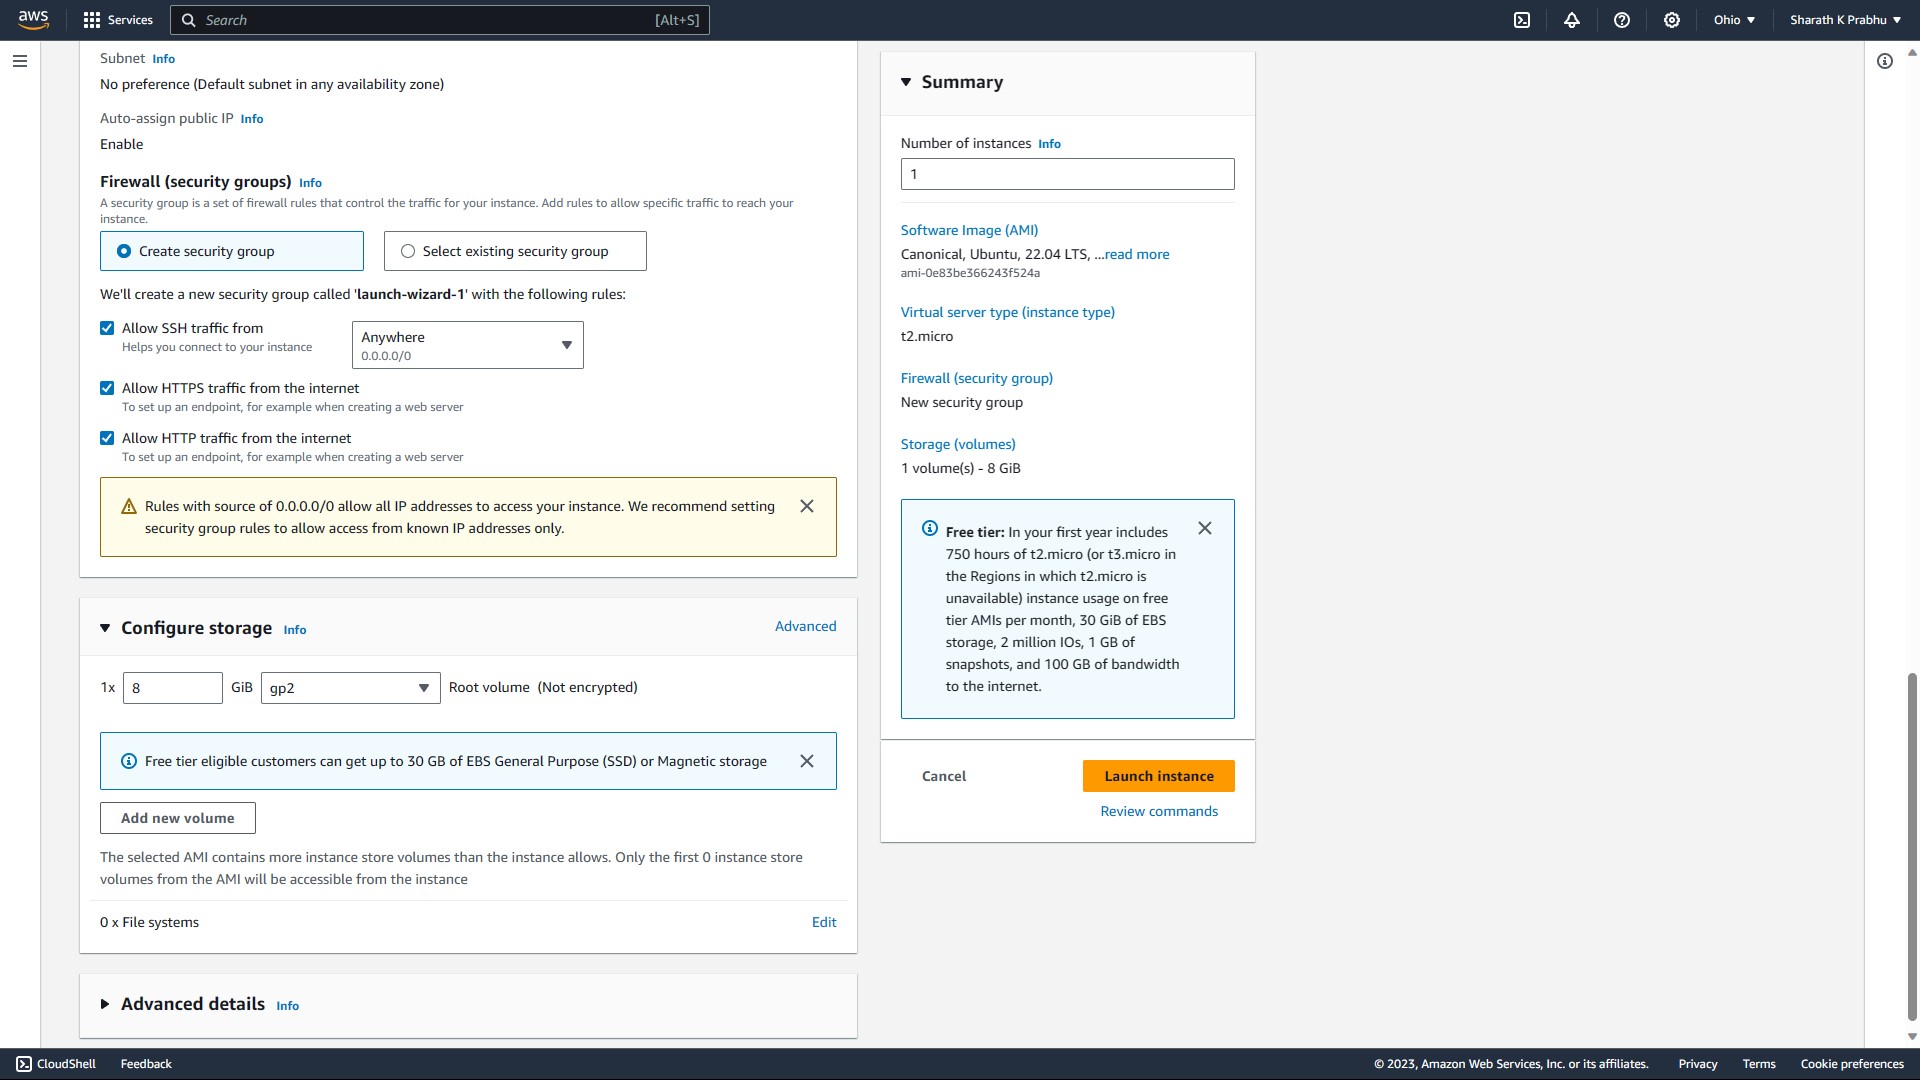 aws
Services
Search
[Alt+S]
Ohio
Sharath K Prabhu
Subnet Info
No preference (Default subnet in any availability zone)
Auto-assign public IP Info
Enable
Firewall (security groups) Info
A security group is a set of firewall rules that control the traffic for your instance. Add rules to allow specific traffic to reach your
instance.
Create security group
Select existing security group
We'll create a new security group called 'launch-wizard-1' with the following rules:
Allow SSH traffic from
Helps you connect to your instance
Anywhere
0.0.0.0/0
Allow HTTPS traffic from the internet
To set up an endpoint, for example when creating a web server
Allow HTTP traffic from the internet
To set up an endpoint, for example when creating a web server
Rules with source of 0.0.0.0/0 allow all IP addresses to access your instance. We recommend setting
security group rules to allow access from known IP addresses only.
Configure storage Info
Advanced
1x 8 GiB gp2 Root volume (Not encrypted)
Free tier eligible customers can get up to 30 GB of EBS General Purpose (SSD) or Magnetic storage
Add new volume
The selected AMI contains more instance store volumes than the instance allows. Only the first 0 instance store
volumes from the AMI will be accessible from the instance
0 x File systems
Edit
Advanced details Info
Summary
Number of instances Info
1
Software Image (AMI)
Canonical, Ubuntu, 22.04 LTS, ...read more
ami-0e83be366243f524a
Virtual server type (instance type)
t2.micro
Firewall (security group)
New security group
Storage (volumes)
1 volume(s) - 8 GiB
Free tier: In your first year includes
750 hours of t2.micro (or t3.micro in
the Regions in which t2.micro is
unavailable) instance usage on free
tier AMIs per month, 30 GiB of EBS
storage, 2 million IOs, 1 GB of
snapshots, and 100 GB of bandwidth
to the internet.
Cancel
Launch instance
Review commands
CloudShell
Feedback
© 2023, Amazon Web Services, Inc. or its affiliates.
Privacy
Terms
Cookie preferences